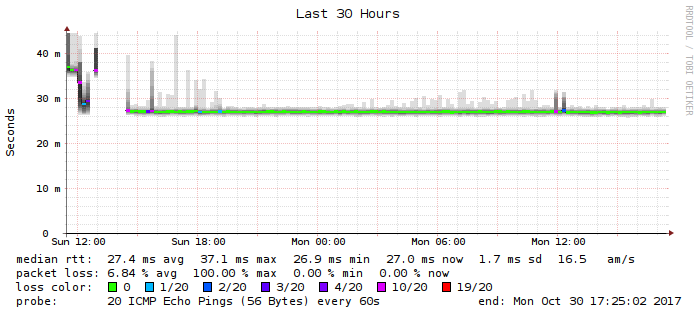 Last 30 Hours
RRDTOOL / TOBI OETIKER
Seconds
40 m
30 m
20 m
10 m
0
Sun 12:00 Sun 18:00 Mon 00:00 Mon 06:00 Mon 12:00
median rtt: 27.4 ms avg 37.1 ms max 26.9 ms min 27.0 ms now 1.7 ms sd 16.5 am/s
packet loss: 6.84 % avg 100.00 % max 0.00 % min 0.00 % now
loss color: 0 1/20 2/20 3/20 4/20 10/20 19/20
probe: 20 ICMP Echo Pings (56 Bytes) every 60s end: Mon Oct 30 17:25:02 2017